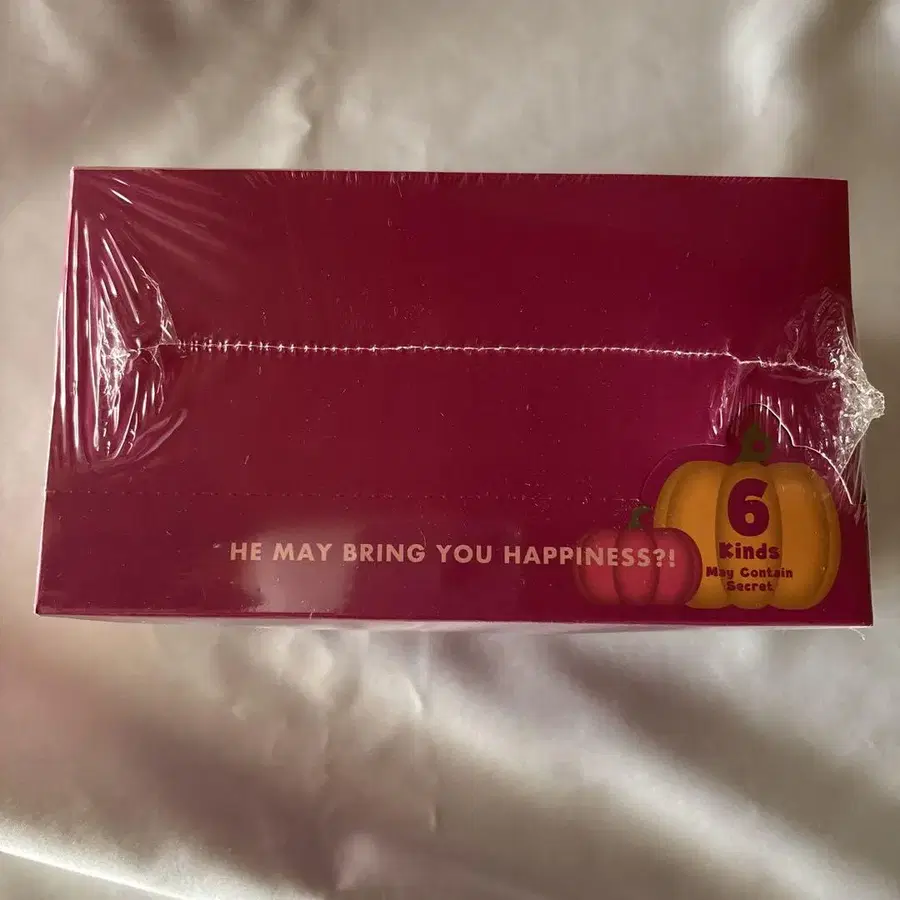 HE MAY BRING YOU HAPPINESS?!
6
Kinds
May Contain
Secret